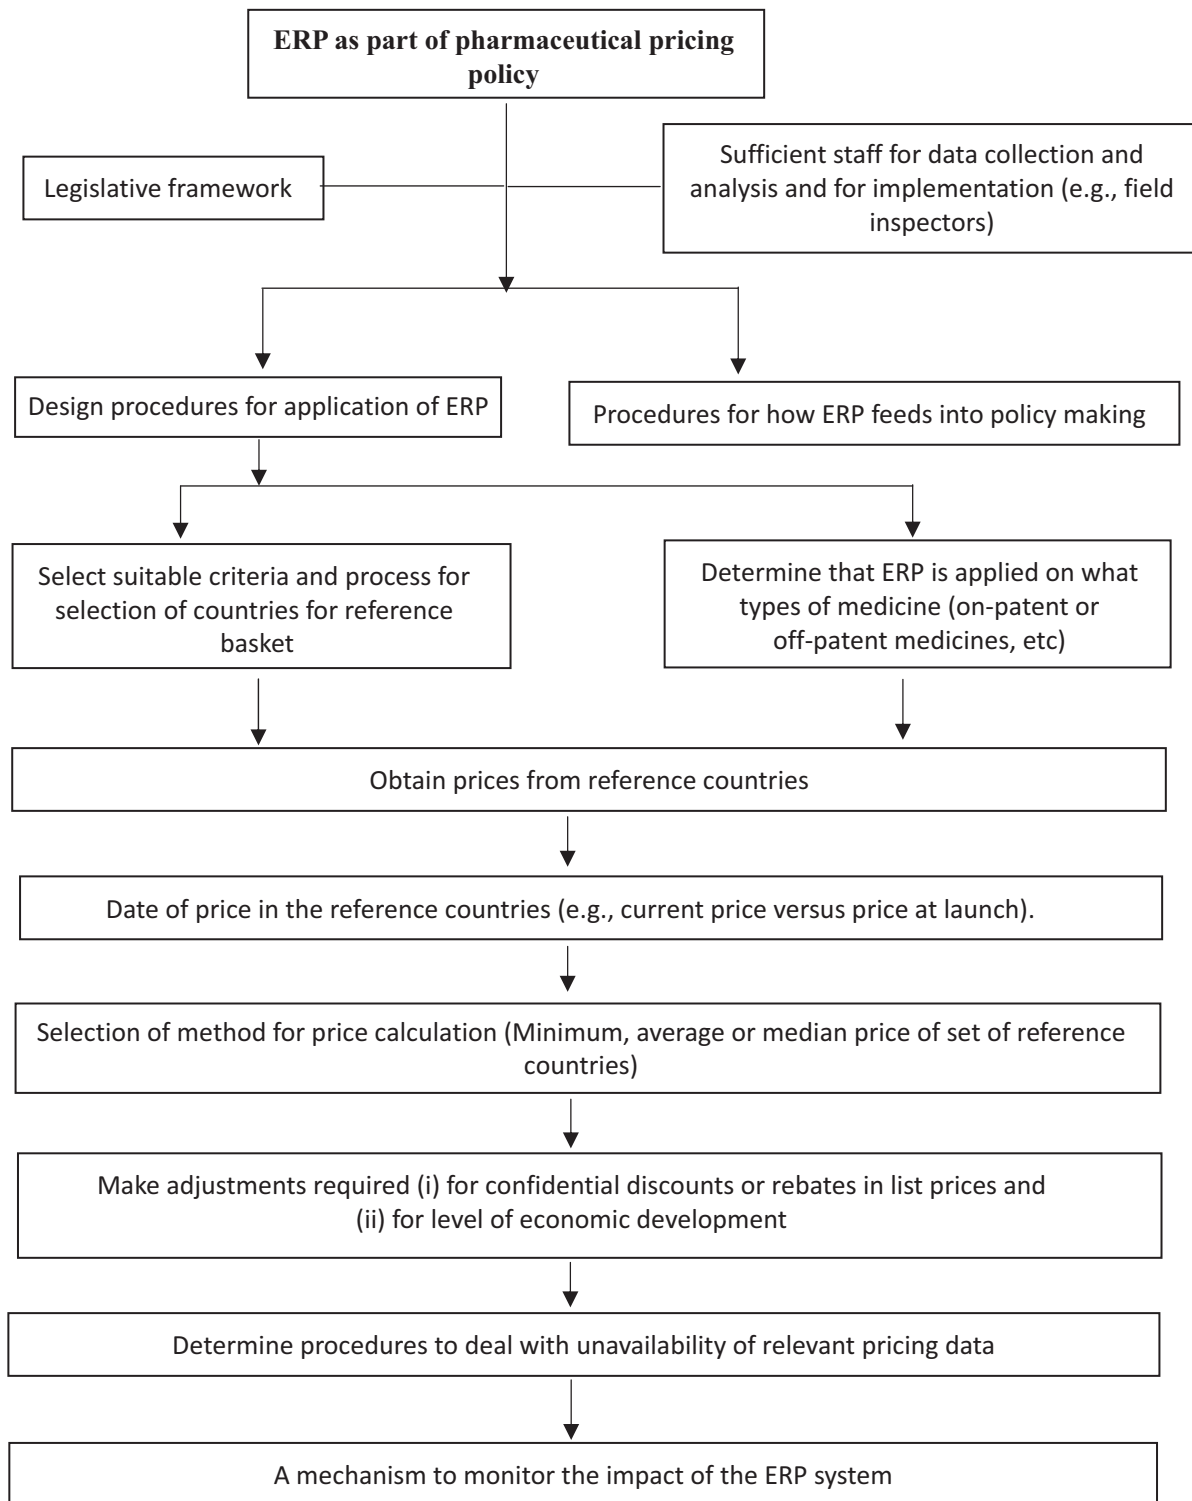 ERP as part of pharmaceutical pricing
policy
Legislative framework
Sufficient staff for data collection and
analysis and for implementation (e.g., field
inspectors)
Design procedures for application of ERP
Procedures for how ERP feeds into policy making
Select suitable criteria and process for
selection of countries for reference
basket
Determine that ERP is applied on what
types of medicine (on-patent or
off-patent medicines, etc)
Obtain prices from reference countries
Date of price in the reference countries (e.g., current price versus price at launch).
Selection of method for price calculation (Minimum, average or median price of set of reference
countries)
Make adjustments required (i) for confidential discounts or rebates in list prices and
(ii) for level of economic development
Determine procedures to deal with unavailability of relevant pricing data
A mechanism to monitor the impact of the ERP system